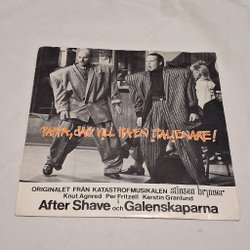 PAPPA, JAG VILL HA EN ITALIENARE!
ORIGINALET FRÅN KATASTROFMUSIKALEN stinsen brinner
Knut Agnred Per Fritzell Kerstin Granlund
After Shave och Galenskaparna